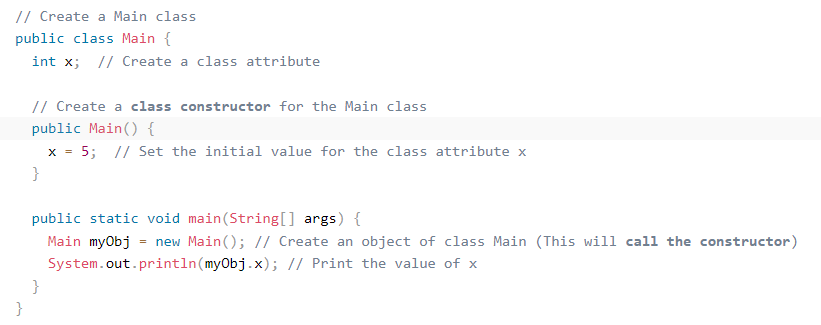 // Create a Main class
public class Main {
  int x;  // Create a class attribute

  // Create a class constructor for the Main class
  public Main() {
    x = 5;  // Set the initial value for the class attribute x
  }

  public static void main(String[] args) {
    Main myObj = new Main(); // Create an object of class Main (This will call the constructor)
    System.out.println(myObj.x); // Print the value of x
  }
}